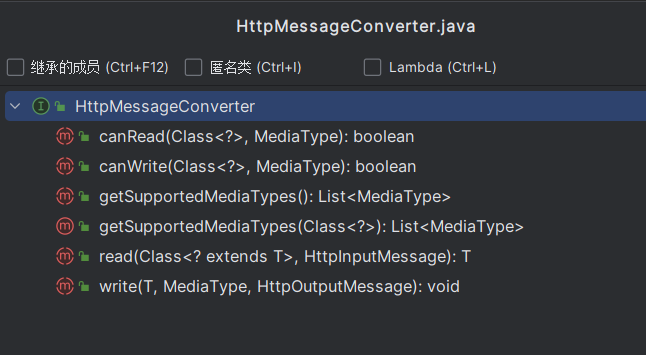 HttpMessageConverter.java
继承的成员 (Ctrl+F12) 匿名类 (Ctrl+I) Lambda (Ctrl+L)
HttpMessageConverter
canRead(Class<?>, MediaType): boolean
canWrite(Class<?>, MediaType): boolean
getSupportedMediaTypes(): List<MediaType>
getSupportedMediaTypes(Class<?>): List<MediaType>
read(Class<? extends T>, HttpInputMessage): T
write(T, MediaType, HttpOutputMessage): void